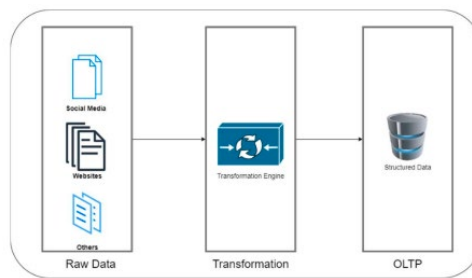 Social Media
Websites
Others
Transformation Engine
Structured Data
Raw Data
Transformation
OLTP